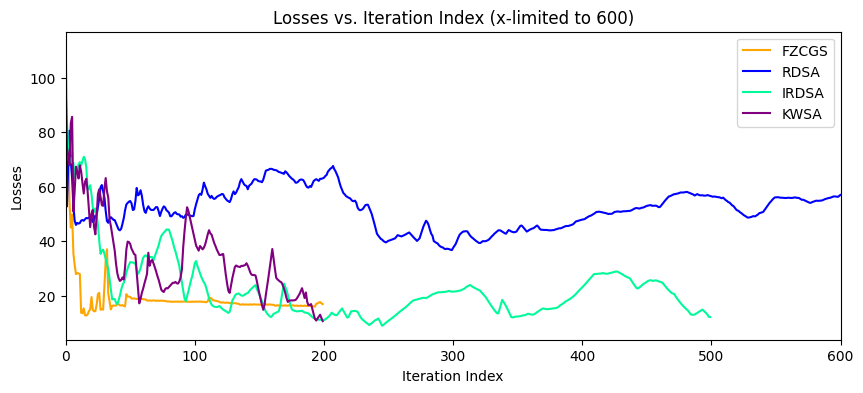 Losses vs. Iteration Index (x-limited to 600)
Losses
100
80
60
40
20
0
100
200
300
400
500
600
Iteration Index
FZCGS
RDSA
IRDSA
KWSA